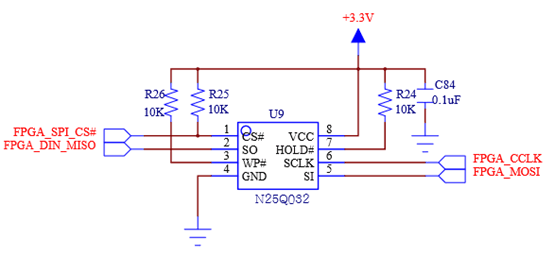 +3.3V
R26 R25 R24 C84
10K 10K 10K 0.1uF
U9
FPGA_SPI_CS# 1 CS# VCC 8
FPGA_DIN_MISO 2 SO HOLD# 7
3 WP# SCLK 6 FPGA_CCLK
4 GND SI 5 FPGA_MOSI
N25Q032